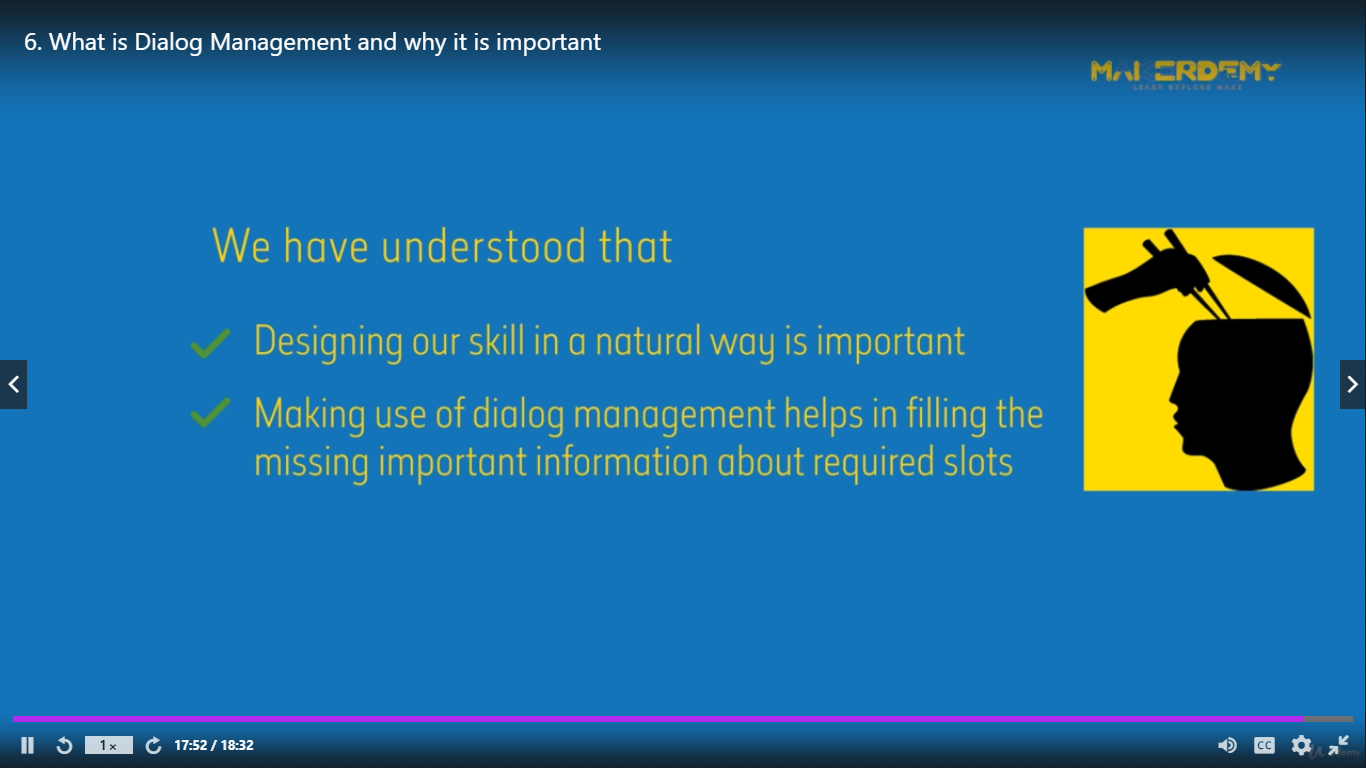 6. What is Dialog Management and why it is important
MAKERDEMY
LEARN EXPLORE MAKE
We have understood that
Designing our skill in a natural way is important
Making use of dialog management helps in filling the
missing important information about required slots
1 x
17:52 / 18:32
CC